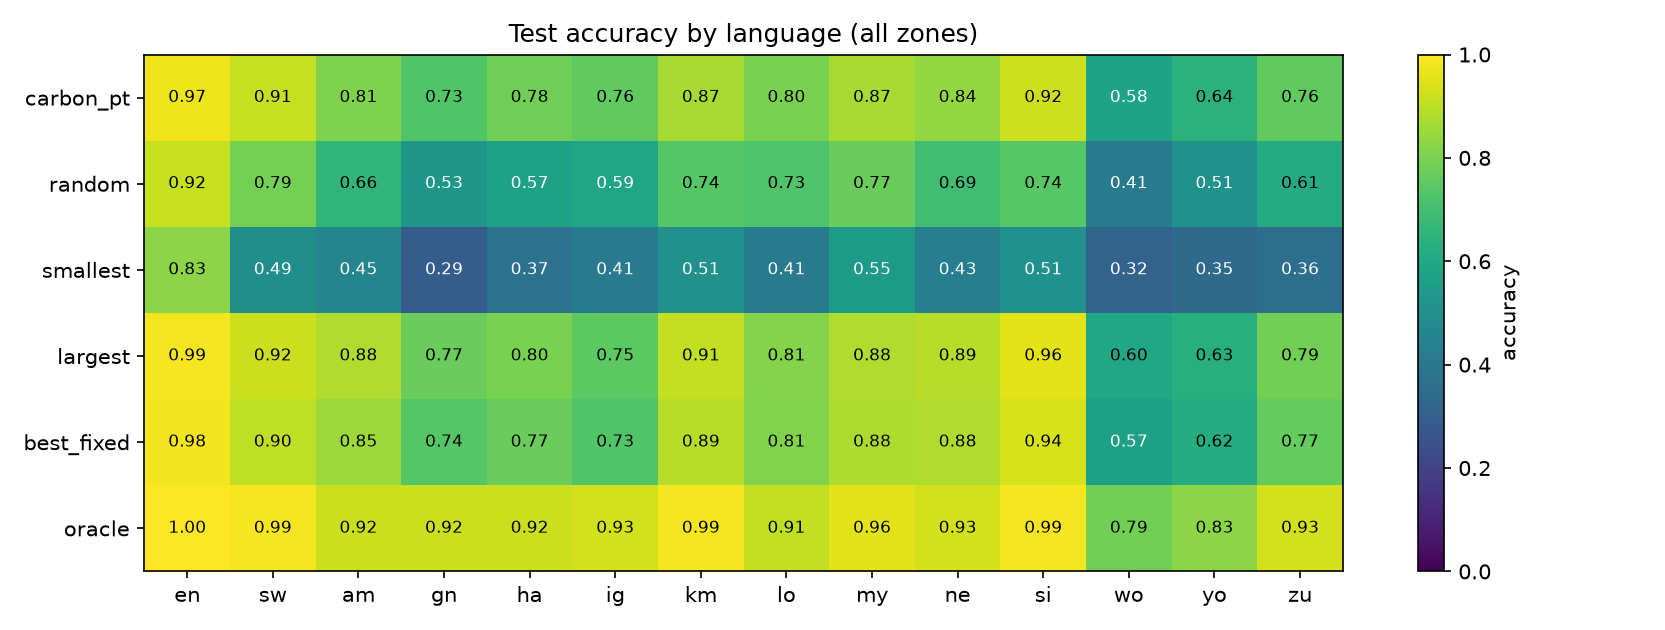 Test accuracy by language (all zones)
carbon_pt 0.97 0.91 0.81 0.73 0.78 0.76 0.87 0.80 0.87 0.84 0.92 0.58 0.64 0.76
random 0.92 0.79 0.66 0.53 0.57 0.59 0.74 0.73 0.77 0.69 0.74 0.41 0.51 0.61
smallest 0.83 0.49 0.45 0.29 0.37 0.41 0.51 0.41 0.55 0.43 0.51 0.32 0.35 0.36
largest 0.99 0.92 0.88 0.77 0.80 0.75 0.91 0.81 0.88 0.89 0.96 0.60 0.63 0.79
best_fixed 0.98 0.90 0.85 0.74 0.77 0.73 0.89 0.81 0.88 0.88 0.94 0.57 0.62 0.77
oracle 1.00 0.99 0.92 0.92 0.92 0.93 0.99 0.91 0.96 0.93 0.99 0.79 0.83 0.93
en sw am gn ha ig km lo my ne si wo yo zu
1.0
0.8
0.6
0.4
0.2
0.0
accuracy